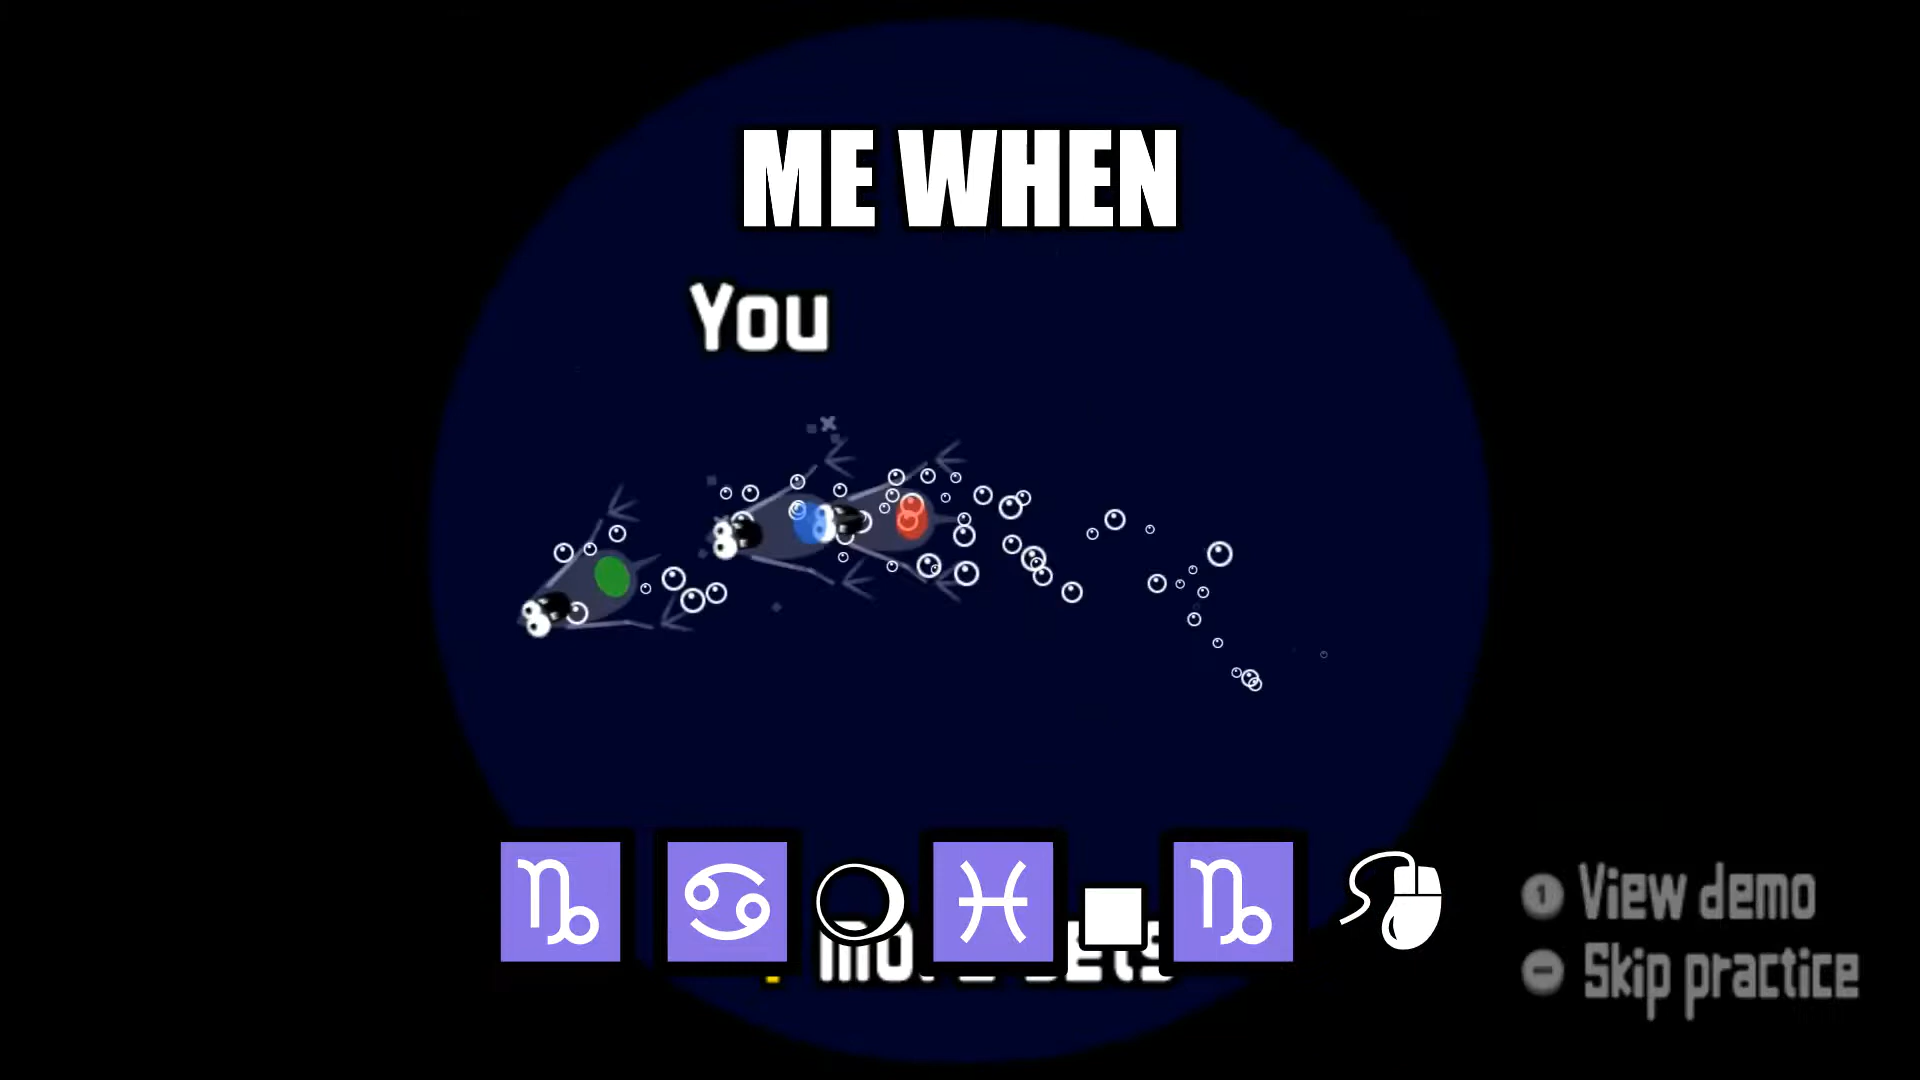 ME WHEN
You
♑ ♋ ❍ ♓ ■ ♑ 🖰
View demo
Skip practice